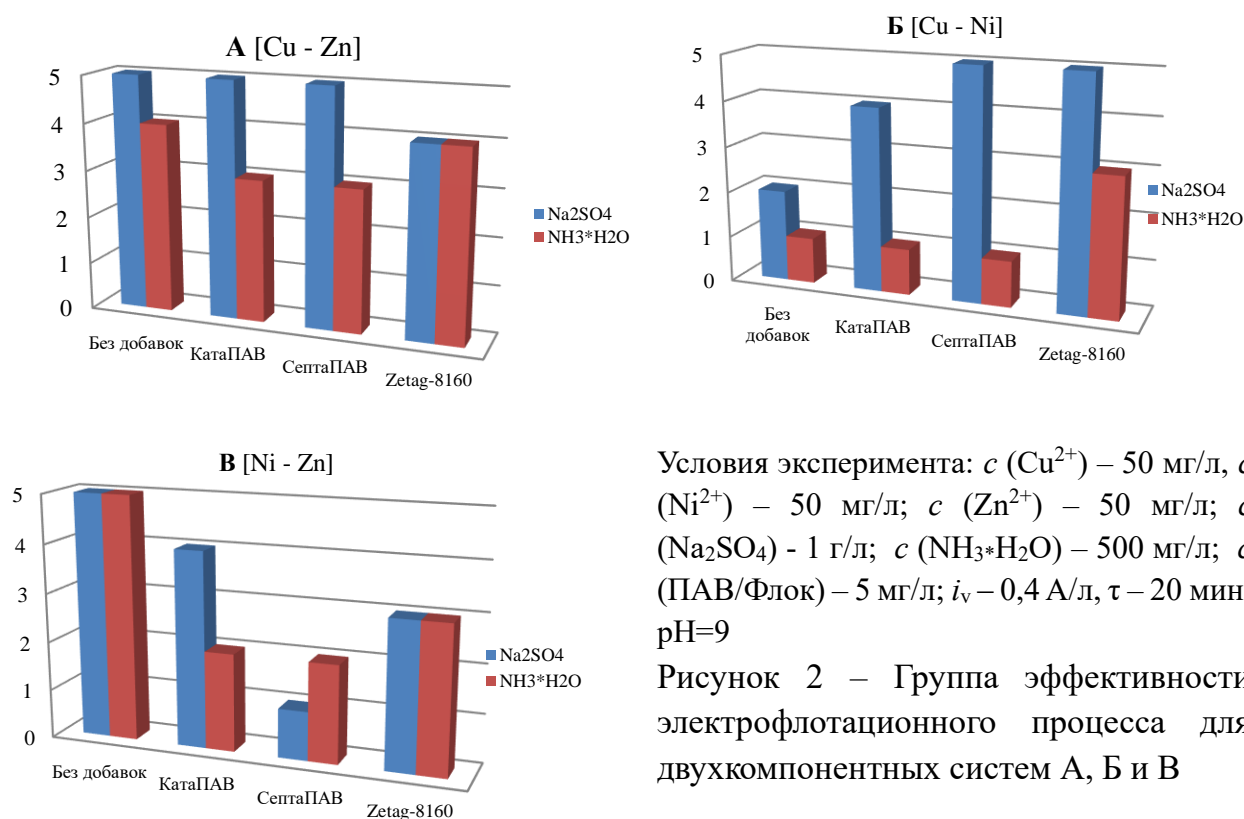 А [Cu - Zn]
5
4
3
2
1
0
Без добавок
КатаПАВ
СептаПАВ
Zetag-8160
Na2SO4
NH3*H2O
Б [Cu - Ni]
5
4
3
2
1
0
Без
добавок
КатаПАВ
СептаПАВ
Zetag-8160
Na2SO4
NH3*H2O
В [Ni - Zn]
5
4
3
2
1
0
Без добавок
КатаПАВ
СептаПАВ
Zetag-8160
Na2SO4
NH3*H2O
Условия эксперимента: c (Cu²⁺) – 50 мг/л, c
(Ni²⁺) – 50 мг/л; c (Zn²⁺) – 50 мг/л; c
(Na₂SO₄) - 1 г/л; c (NH₃*H₂O) – 500 мг/л; c
(ПАВ/Флок) – 5 мг/л; iᵥ – 0,4 А/л, τ – 20 мин
pH=9
Рисунок 2 – Группа эффективности
электрофлотационного процесса для
двухкомпонентных систем А, Б и В